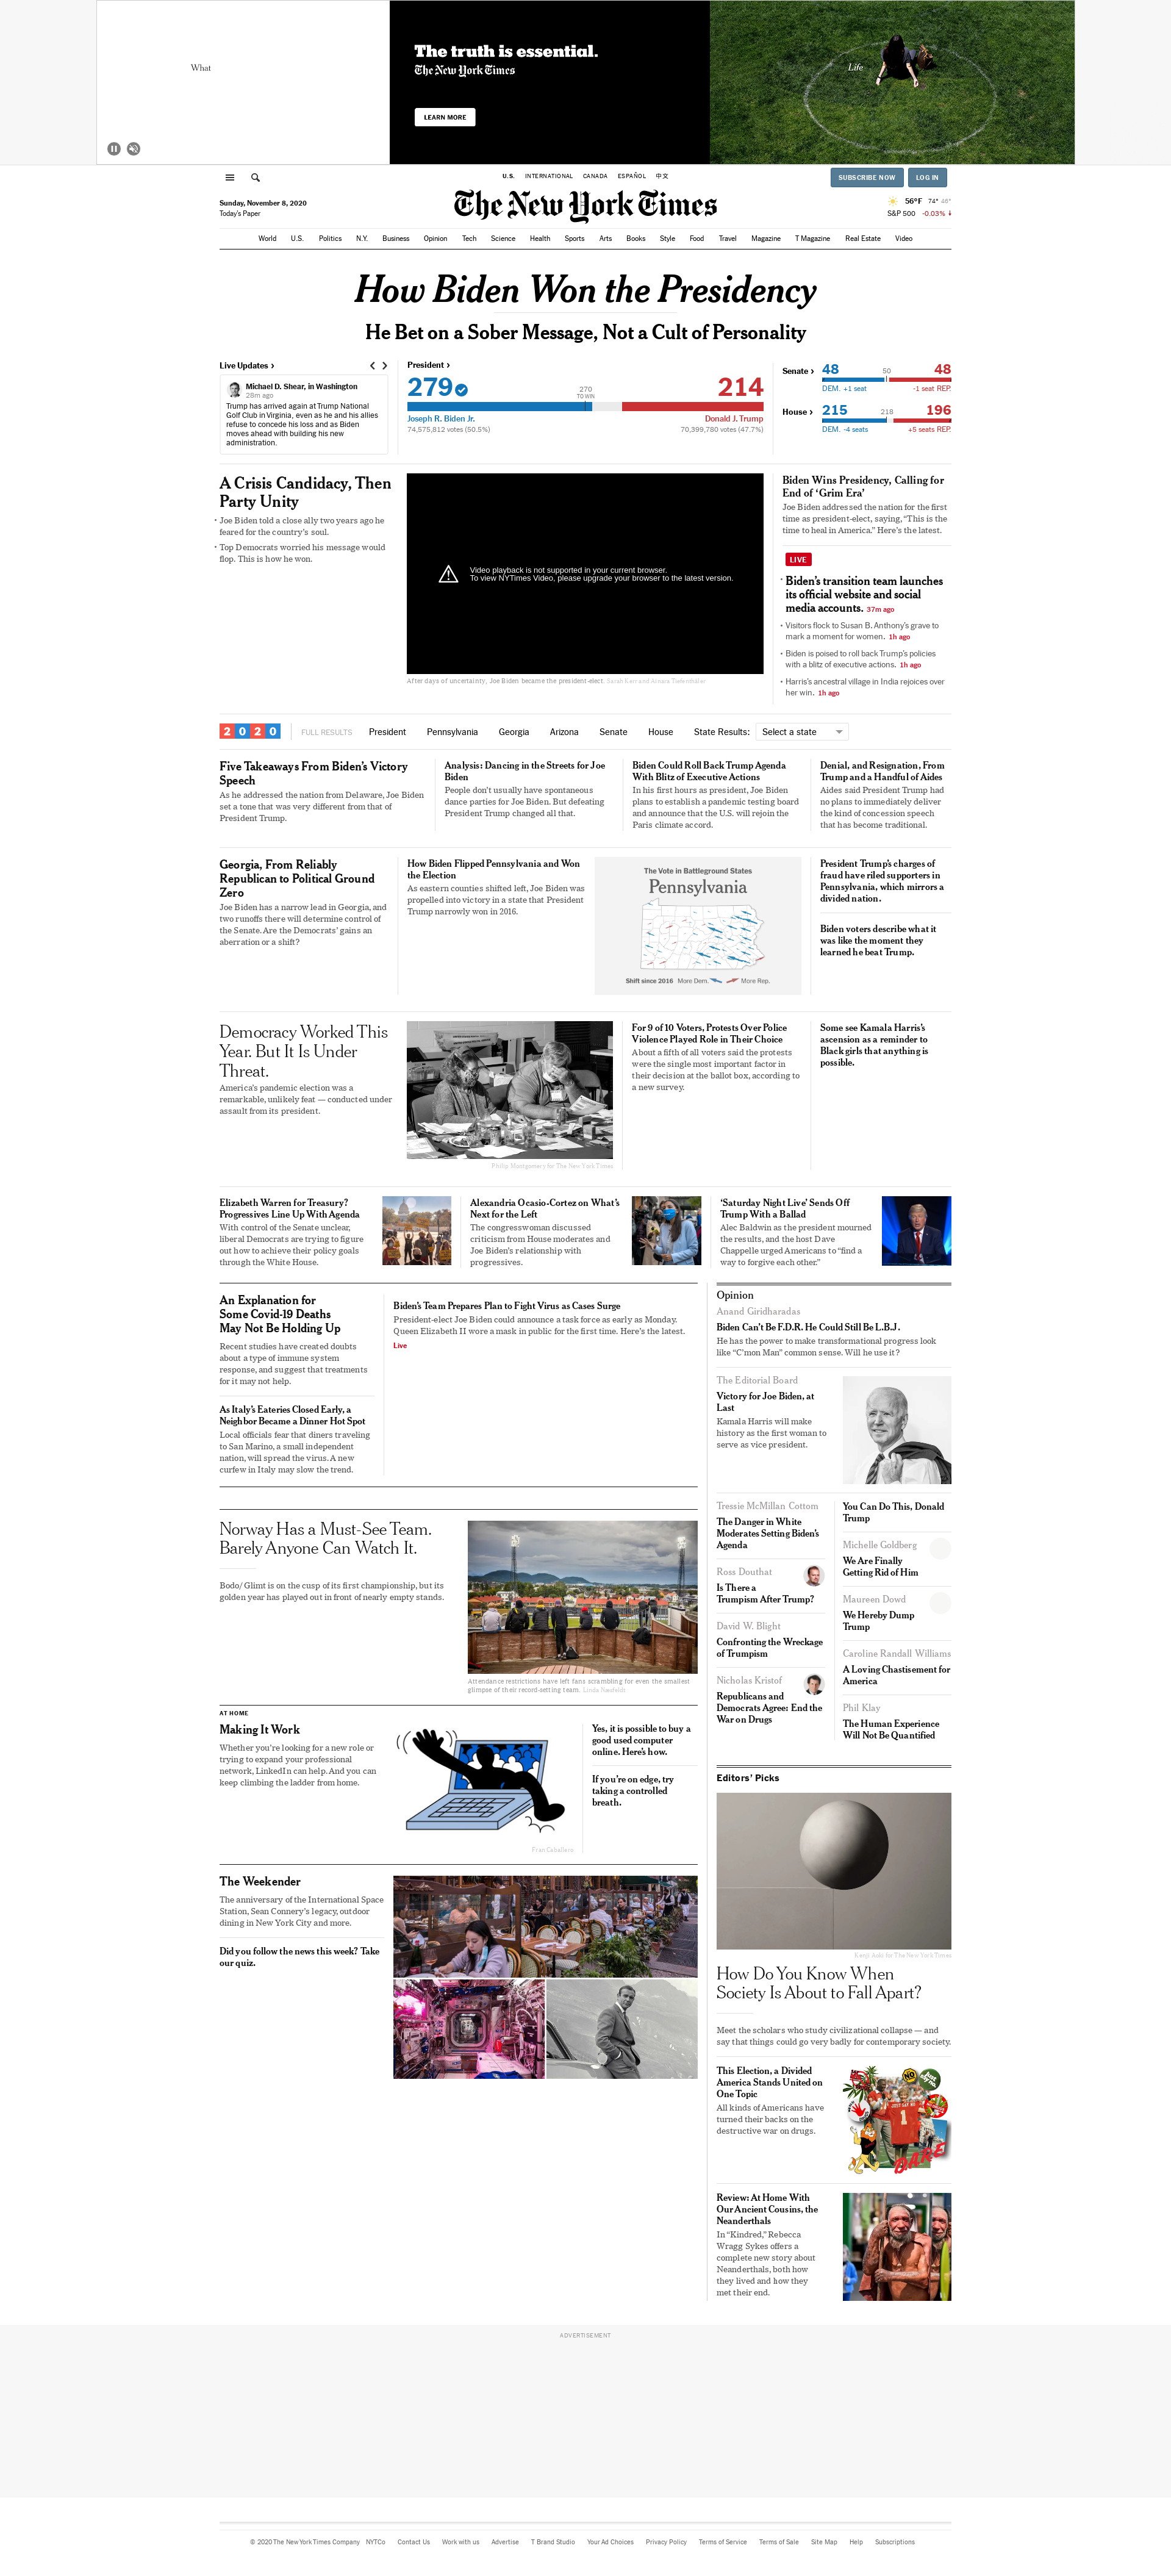 What
The truth is essential.
The New York Times
LEARN MORE
Life
U.S. INTERNATIONAL CANADA ESPAÑOL 中文
SUBSCRIBE NOW LOG IN
Sunday, November 8, 2020
Today's Paper
The New York Times
56°F 74° 46°
S&P 500 -0.03%
World U.S. Politics N.Y. Business Opinion Tech Science Health Sports Arts Books Style Food Travel Magazine T Magazine Real Estate Video
How Biden Won the Presidency
He Bet on a Sober Message, Not a Cult of Personality
Live Updates ›
Michael D. Shear, in Washington
28m ago
Trump has arrived again at Trump National
Golf Club in Virginia, even as he and his allies
refuse to concede his loss and as Biden
moves ahead with building his new
administration.
President ›
279 214
270
TO WIN
Joseph R. Biden Jr. Donald J. Trump
74,575,812 votes (50.5%) 70,399,780 votes (47.7%)
Senate › 48 50 48
DEM. +1 seat -1 seat REP.
House › 215 218 196
DEM. -4 seats +5 seats REP.
A Crisis Candidacy, Then
Party Unity
• Joe Biden told a close ally two years ago he
feared for the country's soul.
• Top Democrats worried his message would
flop. This is how he won.
Video playback is not supported in your current browser.
To view NYTimes Video, please upgrade your browser to the latest version.
After days of uncertainty, Joe Biden became the president-elect.
Biden Wins Presidency, Calling for
End of ‘Grim Era’
Joe Biden addressed the nation for the first
time as president-elect, saying, “This is the
time to heal in America.” Here's the latest.
LIVE
• Biden's transition team launches
its official website and social
media accounts. 37m ago
• Visitors flock to Susan B. Anthony's grave to
mark a moment for women. 1h ago
• Biden is poised to roll back Trump's policies
with a blitz of executive actions. 1h ago
• Harris's ancestral village in India rejoices over
her win. 1h ago
2020 FULL RESULTS President Pennsylvania Georgia Arizona Senate House State Results: Select a state
Five Takeaways From Biden's Victory
Speech
As he addressed the nation from Delaware, Joe Biden
set a tone that was very different from that of
President Trump.
Analysis: Dancing in the Streets for Joe
Biden
People don't usually have spontaneous
dance parties for Joe Biden. But defeating
President Trump changed all that.
Biden Could Roll Back Trump Agenda
With Blitz of Executive Actions
In his first hours as president, Joe Biden
plans to establish a pandemic testing board
and announce that the U.S. will rejoin the
Paris climate accord.
Denial, and Resignation, From
Trump and a Handful of Aides
Aides said President Trump had
no plans to immediately deliver
the kind of concession speech
that has become traditional.
Georgia, From Reliably
Republican to Political Ground
Zero
Joe Biden has a narrow lead in Georgia, and
two runoffs there will determine control of
the Senate. Are the Democrats' gains an
aberration or a shift?
How Biden Flipped Pennsylvania and Won
the Election
As eastern counties shifted left, Joe Biden was
propelled into victory in a state that President
Trump narrowly won in 2016.
The Vote in Battleground States
Pennsylvania
Shift since 2016 More Dem. More Rep.
President Trump's charges of
fraud have riled supporters in
Pennsylvania, which mirrors a
divided nation.
Biden voters describe what it
was like the moment they
learned he beat Trump.
Democracy Worked This
Year. But It Is Under
Threat.
America's pandemic election was a
remarkable, unlikely feat — conducted under
assault from its president.
Philip Montgomery for The New York Times
For 9 of 10 Voters, Protests Over Police
Violence Played Role in Their Choice
About a fifth of all voters said the protests
were the single most important factor in
their decision at the ballot box, according to
a new survey.
Some see Kamala Harris's
ascension as a reminder to
Black girls that anything is
possible.
Elizabeth Warren for Treasury?
Progressives Line Up With Agenda
With control of the Senate unclear,
liberal Democrats are trying to figure
out how to achieve their policy goals
through the White House.
Alexandria Ocasio-Cortez on What's
Next for the Left
The congresswoman discussed
criticism from House moderates and
Joe Biden's relationship with
progressives.
‘Saturday Night Live’ Sends Off
Trump With a Ballad
Alec Baldwin as the president mourned
the results, and the host Dave
Chappelle urged Americans to “find a
way to forgive each other.”
An Explanation for
Some Covid-19 Deaths
May Not Be Holding Up
Recent studies have created doubts
about a type of immune system
response, and suggest that treatments
for it may not help.
As Italy's Eateries Closed Early, a
Neighbor Became a Dinner Hot Spot
Local officials fear that diners traveling
to San Marino, a small independent
nation, will spread the virus. A new
curfew in Italy may slow the trend.
Biden's Team Prepares Plan to Fight Virus as Cases Surge
President-elect Joe Biden could announce a task force as early as Monday.
Queen Elizabeth II wore a mask in public for the first time. Here's the latest.
Live
Norway Has a Must-See Team.
Barely Anyone Can Watch It.
Bodo/Glimt is on the cusp of its first championship, but its
golden year has played out in front of nearly empty stands.
Attendance restrictions have left fans scrambling for even the smallest
glimpse of their record-setting team.
AT HOME
Making It Work
Whether you're looking for a new role or
trying to expand your professional
network, LinkedIn can help. And you can
keep climbing the ladder from home.
Fran Caballero
Yes, it is possible to buy a
good used computer
online. Here's how.
If you're on edge, try
taking a controlled
breath.
The Weekender
The anniversary of the International Space
Station, Sean Connery's legacy, outdoor
dining in New York City and more.
Did you follow the news this week? Take
our quiz.
Opinion
Anand Giridharadas
Biden Can't Be F.D.R. He Could Still Be L.B.J.
He has the power to make transformational progress look
like “C'mon Man” common sense. Will he use it?
The Editorial Board
Victory for Joe Biden, at
Last
Kamala Harris will make
history as the first woman to
serve as vice president.
Tressie McMillan Cottom
The Danger in White
Moderates Setting Biden's
Agenda
Ross Douthat
Is There a
Trumpism After Trump?
David W. Blight
Confronting the Wreckage
of Trumpism
Nicholas Kristof
Republicans and
Democrats Agree: End the
War on Drugs
You Can Do This, Donald
Trump
Michelle Goldberg
We Are Finally
Getting Rid of Him
Maureen Dowd
We Hereby Dump
Trump
Caroline Randall Williams
A Loving Chastisement for
America
Phil Klay
The Human Experience
Will Not Be Quantified
Editors' Picks
Kenji Aoki for The New York Times
How Do You Know When
Society Is About to Fall Apart?
Meet the scholars who study civilizational collapse — and
say that things could go very badly for contemporary society.
This Election, a Divided
America Stands United on
One Topic
All kinds of Americans have
turned their backs on the
destructive war on drugs.
NO
JUST SAY NO
1
DARE
Review: At Home With
Our Ancient Cousins, the
Neanderthals
In “Kindred,” Rebecca
Wragg Sykes offers a
complete new story about
Neanderthals, both how
they lived and how they
met their end.
ADVERTISEMENT
© 2020 The New York Times Company NYTCo Contact Us Work with us Advertise T Brand Studio Your Ad Choices Privacy Policy Terms of Service Terms of Sale Site Map Help Subscriptions